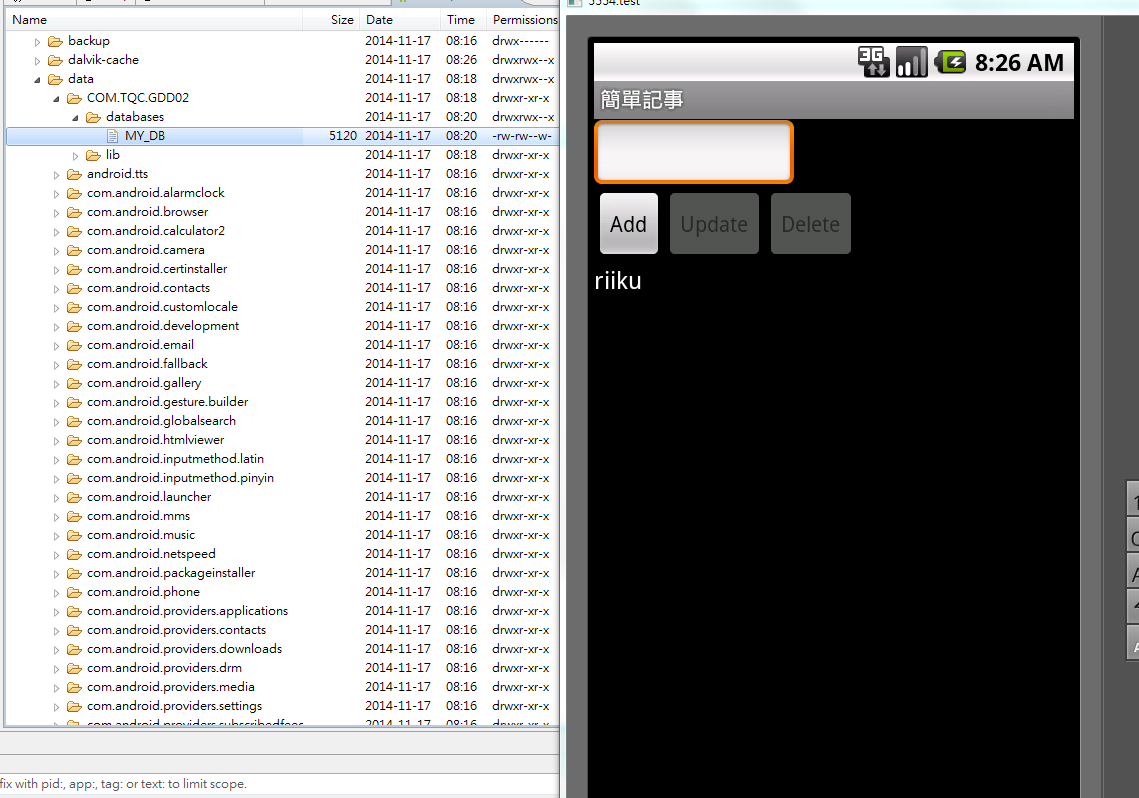 Name Size Date Time Permissions
backup 2014-11-17 08:16 drwx------
dalvik-cache 2014-11-17 08:26 drwxrwx--x
data 2014-11-17 08:18 drwxrwx--x
COM.TQC.GDD02 2014-11-17 08:18 drwxr-xr-x
databases 2014-11-17 08:20 drwxrwx--x
MY_DB 5120 2014-11-17 08:20 -rw-rw--w-
lib 2014-11-17 08:18 drwxr-xr-x
android.tts 2014-11-17 08:16 drwxr-xr-x
com.android.alarmclock 2014-11-17 08:16 drwxr-xr-x
com.android.browser 2014-11-17 08:16 drwxr-xr-x
com.android.calculator2 2014-11-17 08:16 drwxr-xr-x
com.android.camera 2014-11-17 08:16 drwxr-xr-x
com.android.certinstaller 2014-11-17 08:16 drwxr-xr-x
com.android.contacts 2014-11-17 08:16 drwxr-xr-x
com.android.customlocale 2014-11-17 08:16 drwxr-xr-x
com.android.development 2014-11-17 08:16 drwxr-xr-x
com.android.email 2014-11-17 08:16 drwxr-xr-x
com.android.fallback 2014-11-17 08:16 drwxr-xr-x
com.android.gallery 2014-11-17 08:16 drwxr-xr-x
com.android.gesture.builder 2014-11-17 08:16 drwxr-xr-x
com.android.globalsearch 2014-11-17 08:16 drwxr-xr-x
com.android.htmlviewer 2014-11-17 08:16 drwxr-xr-x
com.android.inputmethod.latin 2014-11-17 08:16 drwxr-xr-x
com.android.inputmethod.pinyin 2014-11-17 08:16 drwxr-xr-x
com.android.launcher 2014-11-17 08:16 drwxr-xr-x
com.android.mms 2014-11-17 08:16 drwxr-xr-x
com.android.music 2014-11-17 08:16 drwxr-xr-x
com.android.netspeed 2014-11-17 08:16 drwxr-xr-x
com.android.packageinstaller 2014-11-17 08:16 drwxr-xr-x
com.android.phone 2014-11-17 08:16 drwxr-xr-x
com.android.providers.applications 2014-11-17 08:16 drwxr-xr-x
com.android.providers.contacts 2014-11-17 08:16 drwxr-xr-x
com.android.providers.downloads 2014-11-17 08:16 drwxr-xr-x
com.android.providers.drm 2014-11-17 08:16 drwxr-xr-x
com.android.providers.media 2014-11-17 08:16 drwxr-xr-x
com.android.providers.settings 2014-11-17 08:16 drwxr-xr-x
com.android.providers.subscribedfeeds 2014-11-17 08:16 drwxr-xr-x
fix with pid:, app:, tag: or text: to limit scope.
5554:test
3G 8:26 AM
簡單記事
Add Update Delete
riiku